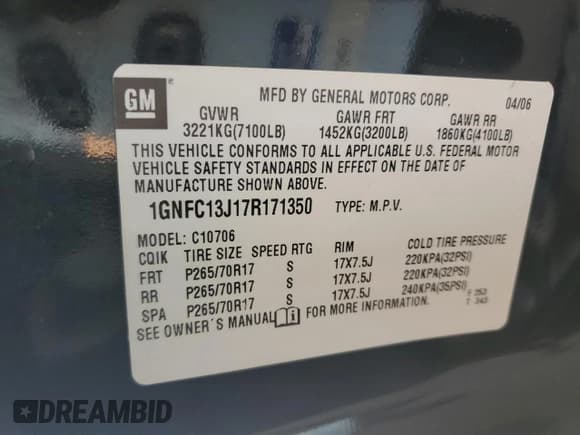 GM
®
MFD BY GENERAL MOTORS CORP. 04/06
GVWR GAWR FRT GAWR RR
3221KG(7100LB) 1452KG(3200LB) 1860KG(4100LB)
THIS VEHICLE CONFORMS TO ALL APPLICABLE U.S. FEDERAL MOTOR
VEHICLE SAFETY STANDARDS IN EFFECT ON THE DATE OF
MANUFACTURE SHOWN ABOVE.
1GNFC13J17R171350 TYPE: M.P.V.
MODEL: C10706
CQIK TIRE SIZE SPEED RTG RIM COLD TIRE PRESSURE
FRT P265/70R17 S 17X7.5J 220KPA(32PSI)
RR P265/70R17 S 17X7.5J 220KPA(32PSI)
SPA P265/70R17 S 17X7.5J 240KPA(35PSI)
SEE OWNER'S MANUAL FOR MORE INFORMATION.
F 253
T 343
DREAMBID